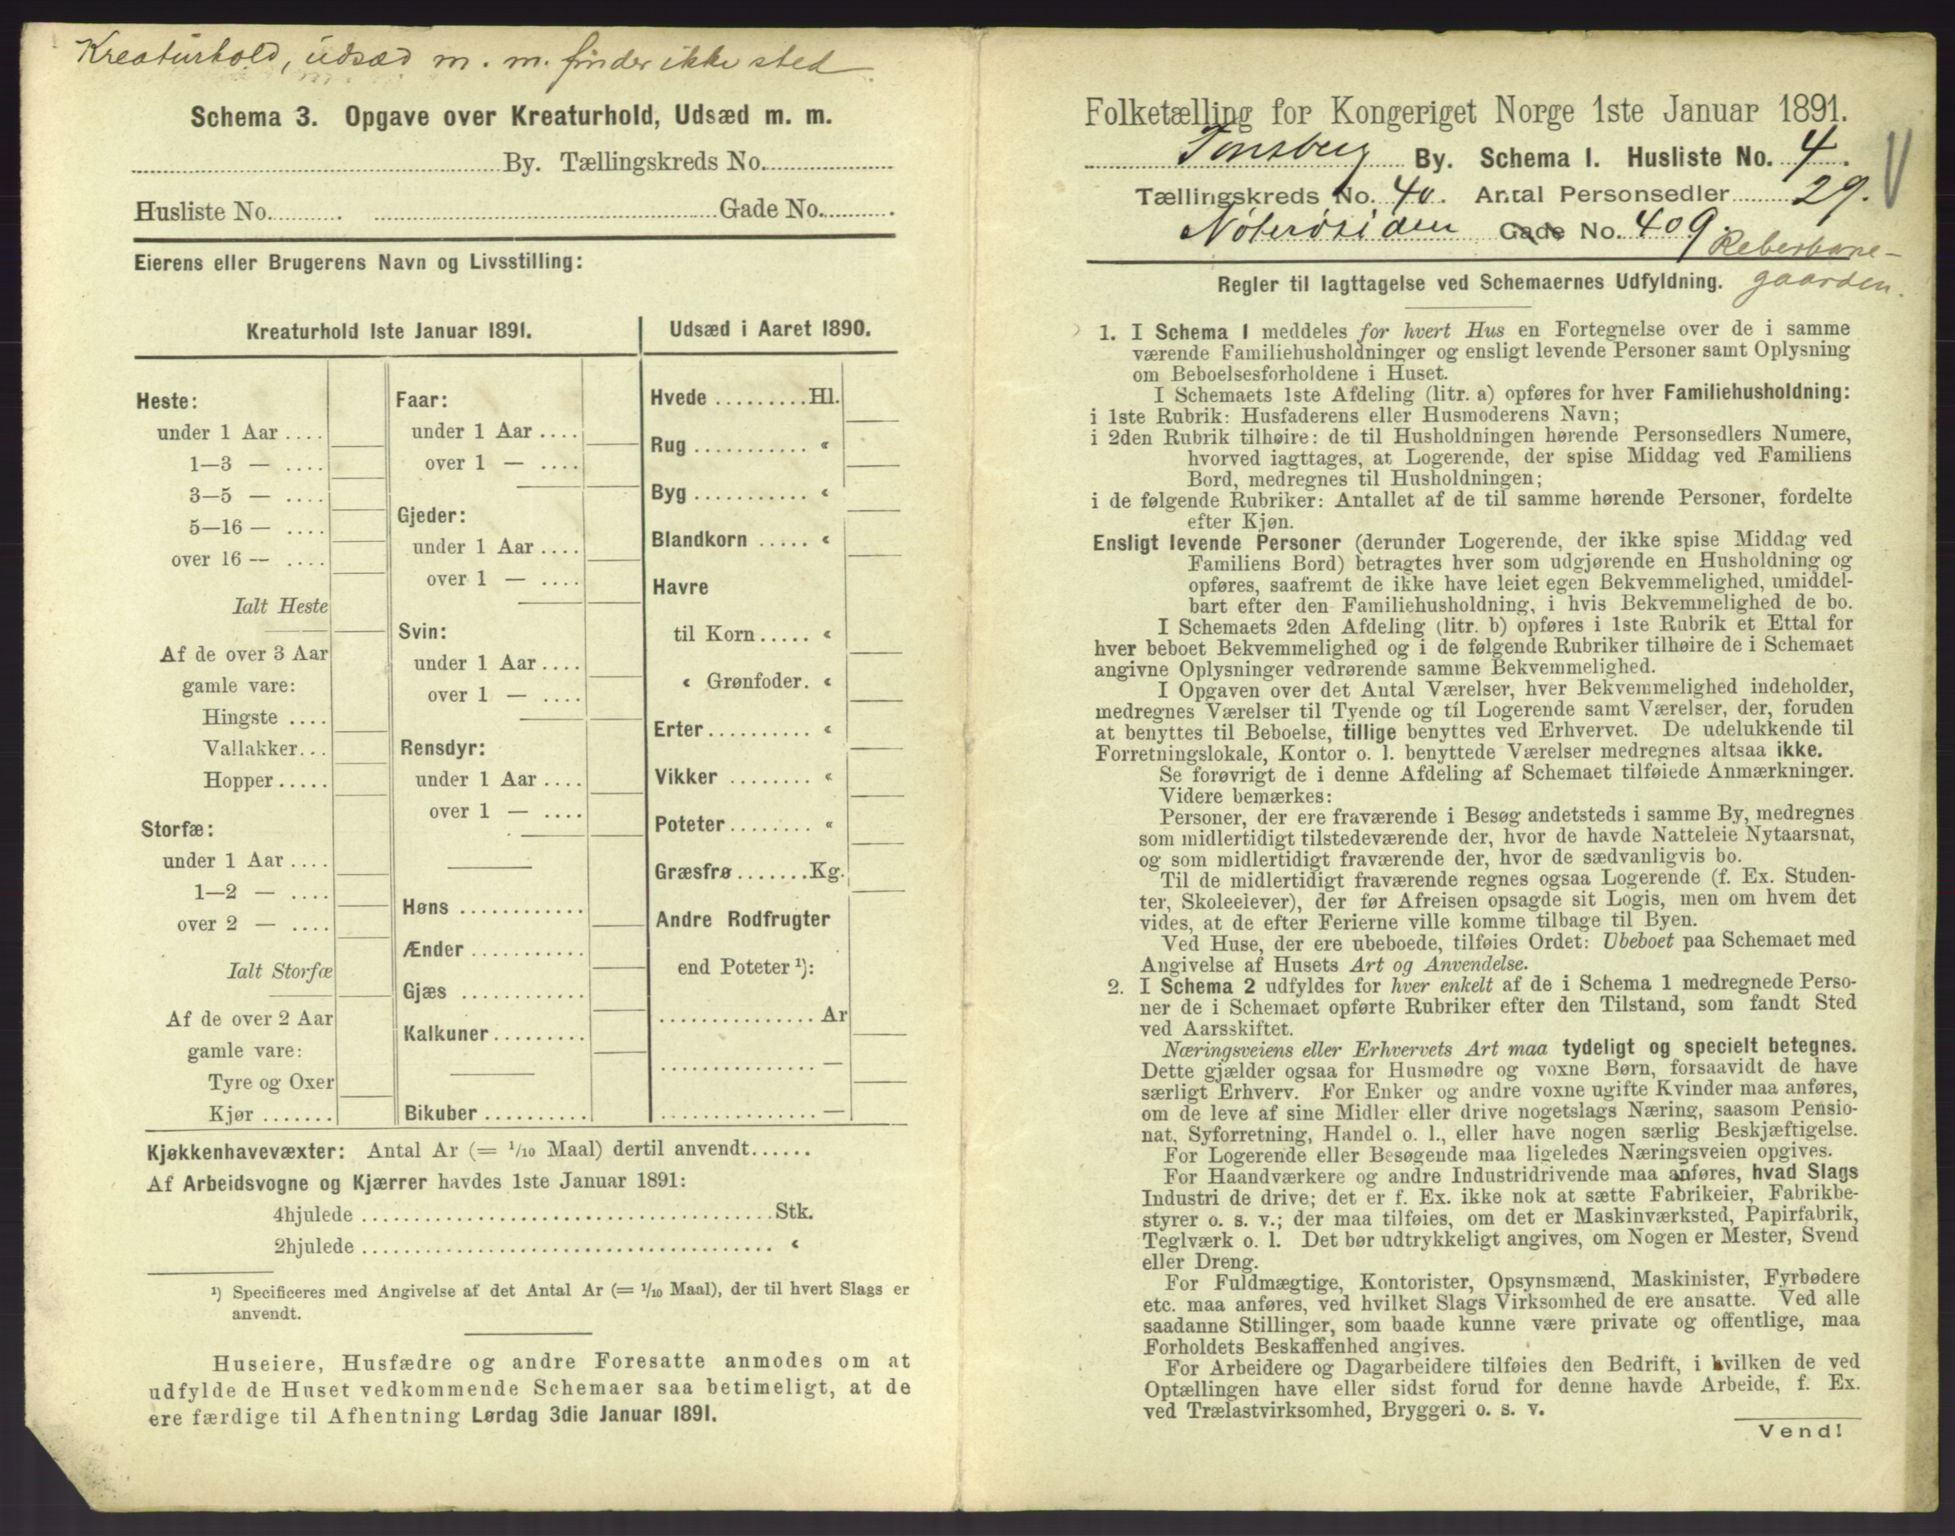 Kreaturhold, udsæd m. m. finder ikke sted
Schema 3. Opgave over Kreaturhold, Udsæd m. m.
By. Tællingskreds No.
Husliste No. Gade No.
Eierens eller Brugerens Navn og Livsstilling:
Kreaturhold 1ste Januar 1891.
Heste:
under 1 Aar ....
1—3 — ....
3—5 — ....
5—16 — ....
over 16 — ....
Ialt Heste
Af de over 3 Aar
gamle vare:
Hingste ....
Vallakker...
Hopper.....
Storfæ:
under 1 Aar ....
1—2 — ....
over 2 — ....
Ialt Storfæ
Af de over 2 Aar
gamle vare:
Tyre og Oxer
Kjør .......
Faar:
under 1 Aar ....
over 1 — ....
Gjeder:
under 1 Aar ....
over 1 — ....
Svin:
under 1 Aar ....
over 1 — ....
Rensdyr:
under 1 Aar ....
over 1 — ....
Høns ............
Ænder ...........
Gjæs ............
Kalkuner.........
Bikuber ..........
Udsæd i Aaret 1890.
Hvede .........Hl.
Rug ........... «
Byg ........... «
Blandkorn ..... «
Havre
til Korn ..... «
« Grønfoder. «
Erter.......... «
Vikker ........ «
Poteter........ «
Græsfrø.......Kg.
Andre Rodfrugter
end Poteter ¹):
............... Ar
............... —
............... —
Kjøkkenhavevæxter: Antal Ar (= 1/10 Maal) dertil anvendt......
Af Arbeidsvogne og Kjærrer havdes 1ste Januar 1891:
4hjulede .......................................Stk.
2hjulede ....................................... «
¹) Specificeres med Angivelse af det Antal Ar (= 1/10 Maal), der til hvert Slags er
anvendt.
Huseiere, Husfædre og andre Foresatte anmodes om at
udfylde de Huset vedkommende Schemaer saa betimeligt, at de
ere færdige til Afhentning Lørdag 3die Januar 1891.
Folketælling for Kongeriget Norge 1ste Januar 1891.
Tønsberg By. Schema I. Husliste No. 4.
Tællingskreds No. 40. Antal Personsedler 29.
Nøterøsiden Gade No. 409. Reberbane-
gaarden.
Regler til Iagttagelse ved Schemaernes Udfyldning.
1. I Schema 1 meddeles for hvert Hus en Fortegnelse over de i samme
værende Familiehusholdninger og ensligt levende Personer samt Oplysning
om Beboelsesforholdene i Huset.
I Schemaets 1ste Afdeling (litr. a) opføres for hver Familiehusholdning:
i 1ste Rubrik: Husfaderens eller Husmoderens Navn;
i 2den Rubrik tilhøire: de til Husholdningen hørende Personsedlers Numere,
hvorved iagttages, at Logerende, der spise Middag ved Familiens
Bord, medregnes til Husholdningen;
i de følgende Rubriker: Antallet af de til samme hørende Personer, fordelte
efter Kjøn.
Ensligt levende Personer (derunder Logerende, der ikke spise Middag ved
Familiens Bord) betragtes hver som udgjørende en Husholdning og
opføres, saafremt de ikke have leiet egen Bekvemmelighed, umiddel-
bart efter den Familiehusholdning, i hvis Bekvemmelighed de bo.
I Schemaets 2den Afdeling (litr. b) opføres i 1ste Rubrik et Ettal for
hver beboet Bekvemmelighed og i de følgende Rubriker tilhøire de i Schemaet
angivne Oplysninger vedrørende samme Bekvemmelighed.
I Opgaven over det Antal Værelser, hver Bekvemmelighed indeholder,
medregnes Værelser til Tyende og til Logerende samt Værelser, der, foruden
at benyttes til Beboelse, tillige benyttes ved Erhvervet. De udelukkende til
Forretningslokale, Kontor o. l. benyttede Værelser medregnes altsaa ikke.
Se forøvrigt de i denne Afdeling af Schemaet tilføiede Anmærkninger.
Videre bemærkes:
Personer, der ere fraværende i Besøg andetsteds i samme By, medregnes
som midlertidigt tilstedeværende der, hvor de havde Natteleie Nytaarsnat,
og som midlertidigt fraværende der, hvor de sædvanligvis bo.
Til de midlertidigt fraværende regnes ogsaa Logerende (f. Ex. Studen-
ter, Skoleelever), der før Afreisen opsagde sit Logis, men om hvem det
vides, at de efter Ferierne ville komme tilbage til Byen.
Ved Huse, der ere ubeboede, tilføies Ordet: Ubeboet paa Schemaet med
Angivelse af Husets Art og Anvendelse.
2. I Schema 2 udfyldes for hver enkelt af de i Schema 1 medregnede Perso-
ner de i Schemaet opførte Rubriker efter den Tilstand, som fandt Sted
ved Aarsskiftet.
Næringsveiens eller Erhvervets Art maa tydeligt og specielt betegnes.
Dette gjælder ogsaa for Husmødre og voxne Børn, forsaavidt de have
særligt Erhverv. For Enker og andre voxne ugifte Kvinder maa anføres,
om de leve af sine Midler eller drive nogetslags Næring, saasom Pensio-
nat, Syforretning, Handel o. l., eller have nogen særlig Beskjæftigelse.
For Logerende eller Besøgende maa ligeledes Næringsveien opgives.
For Haandværkere og andre Industridrivende maa anføres, hvad Slags
Industri de drive; det er f. Ex. ikke nok at sætte Fabrikeier, Fabrikbe-
styrer o. s. v.; der maa tilføies, om det er Maskinværksted, Papirfabrik,
Teglværk o. l. Det bør udtrykkeligt angives, om Nogen er Mester, Svend
eller Dreng.
For Fuldmægtige, Kontorister, Opsynsmænd, Maskinister, Fyrbødere
etc. maa anføres, ved hvilket Slags Virksomhed de ere ansatte. Ved alle
saadanne Stillinger, som baade kunne være private og offentlige, maa
Forholdets Beskaffenhed angives.
For Arbeidere og Dagarbeidere tilføies den Bedrift, i hvilken de ved
Optællingen have eller sidst forud for denne havde Arbeide, f. Ex.
ved Trælastvirksomhed, Bryggeri o. s. v.
Vend!